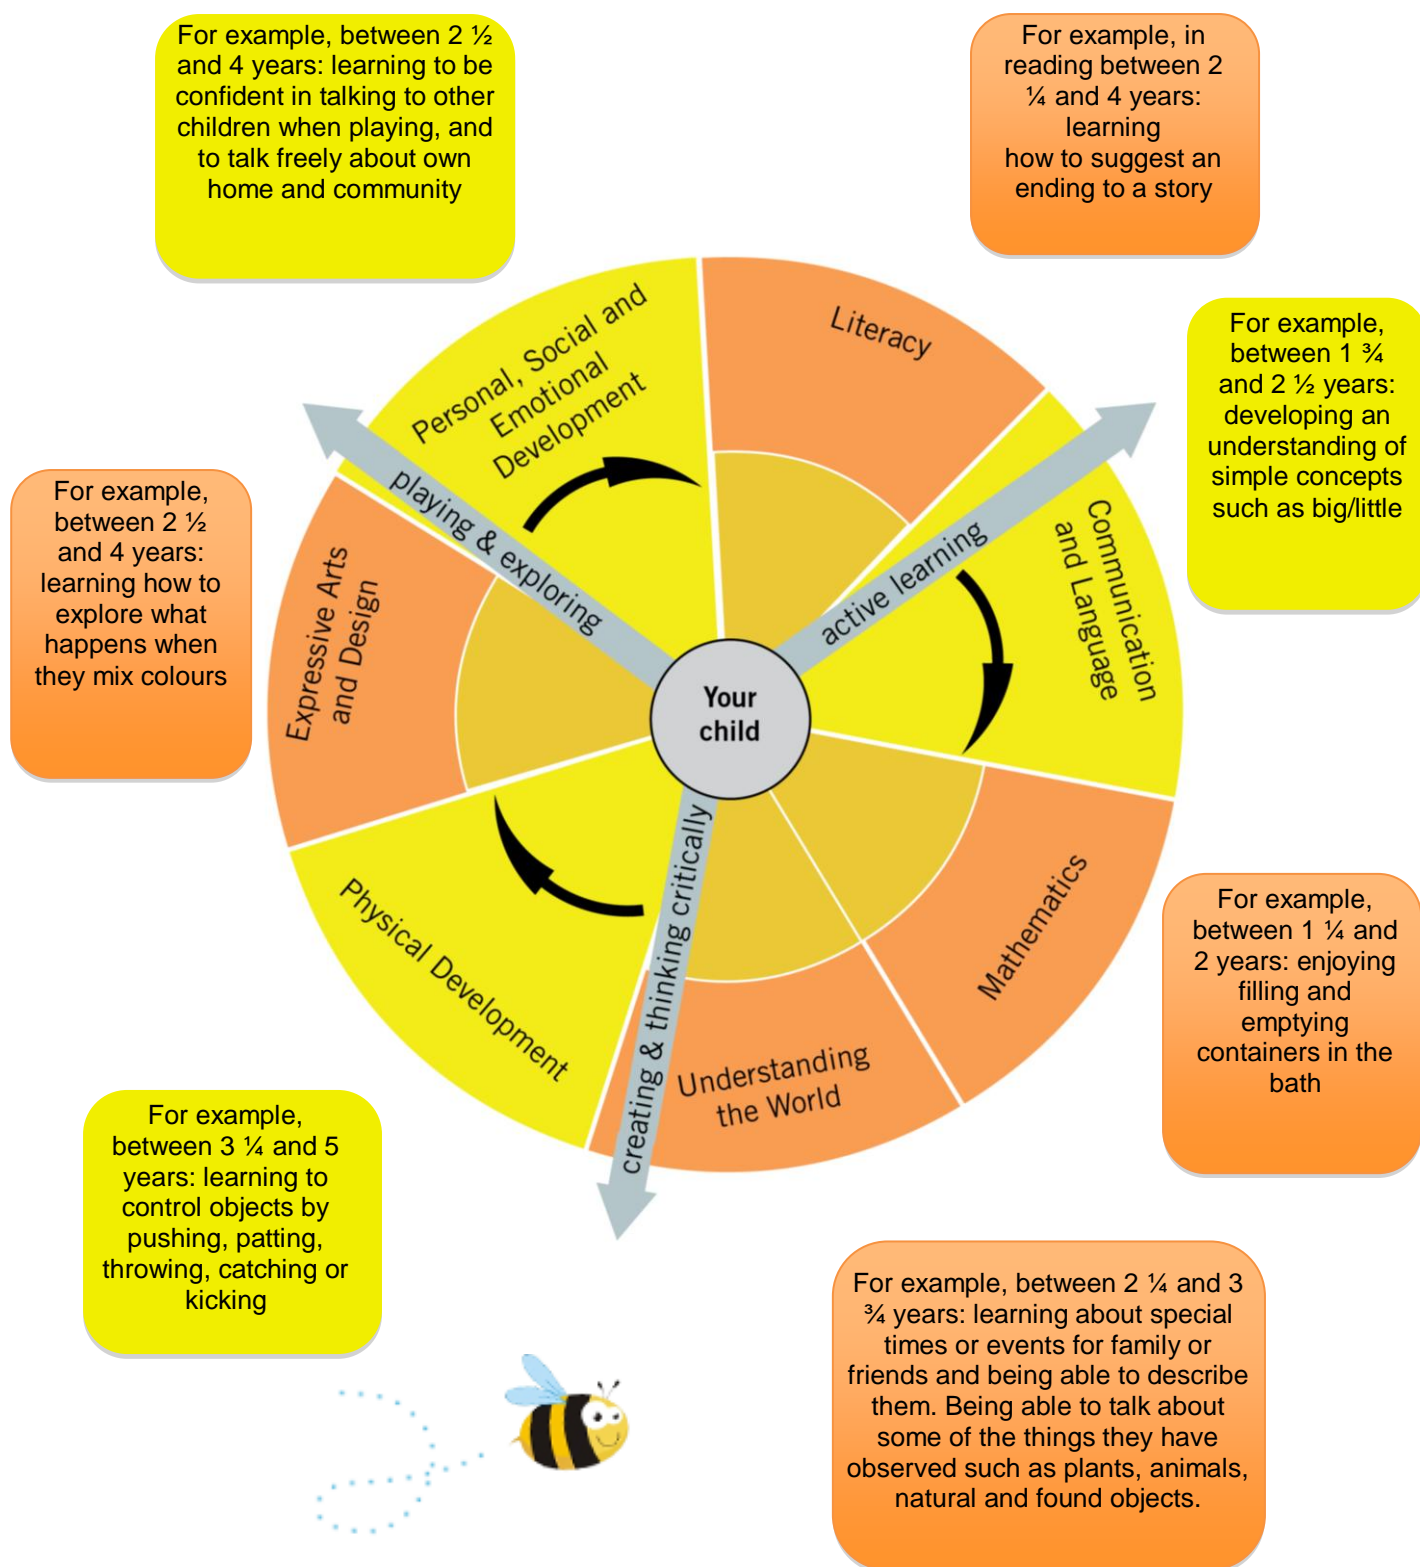 For example, between 2 ½
and 4 years: learning to be
confident in talking to other
children when playing, and
to talk freely about own
home and community
For example, in
reading between 2
¼ and 4 years:
learning
how to suggest an
ending to a story
For example,
between 1 ¾
and 2 ½ years:
developing an
understanding of
simple concepts
such as big/little
For example,
between 2 ½
and 4 years:
learning how to
explore what
happens when
they mix colours
Personal, Social and
Emotional
Development
Literacy
Communication
and Language
Mathematics
Understanding
the World
Physical Development
Expressive Arts
and Design
playing & exploring
active learning
creating & thinking critically
Your
child
For example,
between 1 ¼ and
2 years: enjoying
filling and
emptying
containers in the
bath
For example,
between 3 ¼ and 5
years: learning to
control objects by
pushing, patting,
throwing, catching or
kicking
For example, between 2 ¼ and 3
¾ years: learning about special
times or events for family or
friends and being able to describe
them. Being able to talk about
some of the things they have
observed such as plants, animals,
natural and found objects.